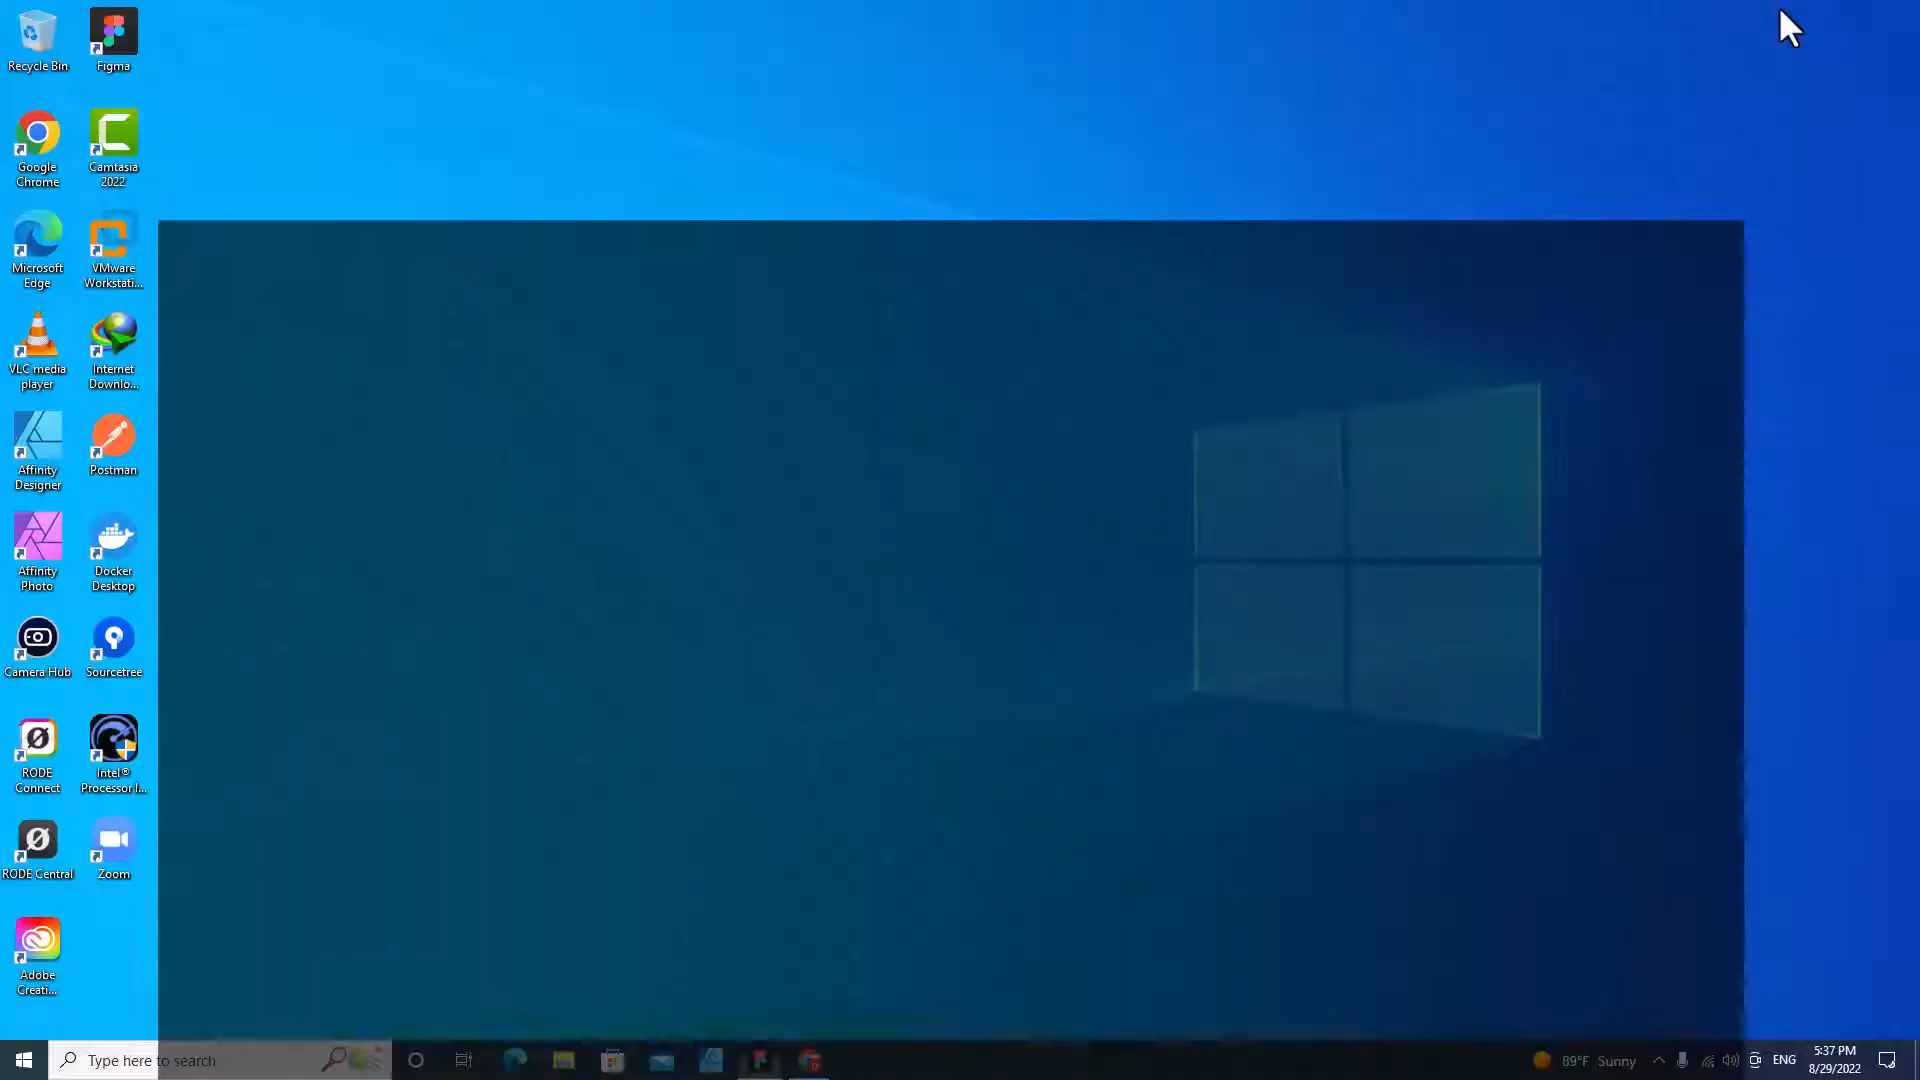 Recycle Bin
Figma
Google
Chrome
Camtasia
2022
Microsoft
Edge
VMware
Workstati...
VLC media
player
Internet
Downlo...
Affinity
Designer
Postman
Affinity
Photo
Docker
Desktop
Camera Hub
Sourcetree
RODE
Connect
Intel®
Processor I...
RODE Central
Zoom
Adobe
Creati...
Type here to search
89°F Sunny
ENG
5:37 PM
8/29/2022